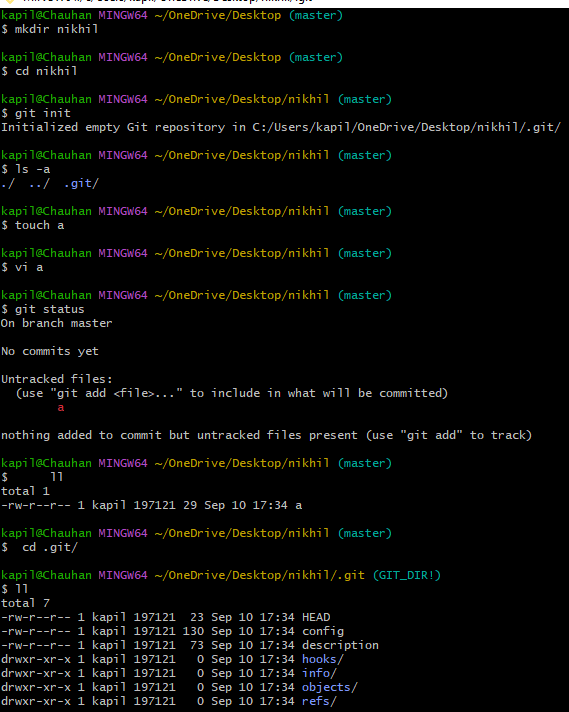 kapil@Chauhan MINGW64 ~/OneDrive/Desktop (master)
$ mkdir nikhil

kapil@Chauhan MINGW64 ~/OneDrive/Desktop (master)
$ cd nikhil

kapil@Chauhan MINGW64 ~/OneDrive/Desktop/nikhil (master)
$ git init
Initialized empty Git repository in C:/Users/kapil/OneDrive/Desktop/nikhil/.git/

kapil@Chauhan MINGW64 ~/OneDrive/Desktop/nikhil (master)
$ ls -a
./  ../  .git/

kapil@Chauhan MINGW64 ~/OneDrive/Desktop/nikhil (master)
$ touch a

kapil@Chauhan MINGW64 ~/OneDrive/Desktop/nikhil (master)
$ vi a

kapil@Chauhan MINGW64 ~/OneDrive/Desktop/nikhil (master)
$ git status
On branch master

No commits yet

Untracked files:
  (use "git add <file>..." to include in what will be committed)
        a

nothing added to commit but untracked files present (use "git add" to track)

kapil@Chauhan MINGW64 ~/OneDrive/Desktop/nikhil (master)
$      ll
total 1
-rw-r--r-- 1 kapil 197121 29 Sep 10 17:34 a

kapil@Chauhan MINGW64 ~/OneDrive/Desktop/nikhil (master)
$  cd .git/

kapil@Chauhan MINGW64 ~/OneDrive/Desktop/nikhil/.git (GIT_DIR!)
$ ll
total 7
-rw-r--r-- 1 kapil 197121  23 Sep 10 17:34 HEAD
-rw-r--r-- 1 kapil 197121 130 Sep 10 17:34 config
-rw-r--r-- 1 kapil 197121  73 Sep 10 17:34 description
drwxr-xr-x 1 kapil 197121   0 Sep 10 17:34 hooks/
drwxr-xr-x 1 kapil 197121   0 Sep 10 17:34 info/
drwxr-xr-x 1 kapil 197121   0 Sep 10 17:34 objects/
drwxr-xr-x 1 kapil 197121   0 Sep 10 17:34 refs/